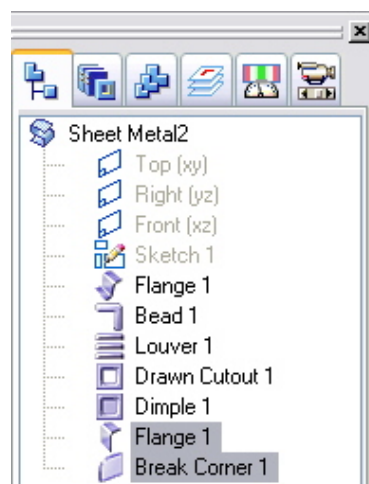 Sheet Metal2
Top (xy)
Right (yz)
Front (xz)
Sketch 1
Flange 1
Bead 1
Louver 1
Drawn Cutout 1
Dimple 1
Flange 1
Break Corner 1